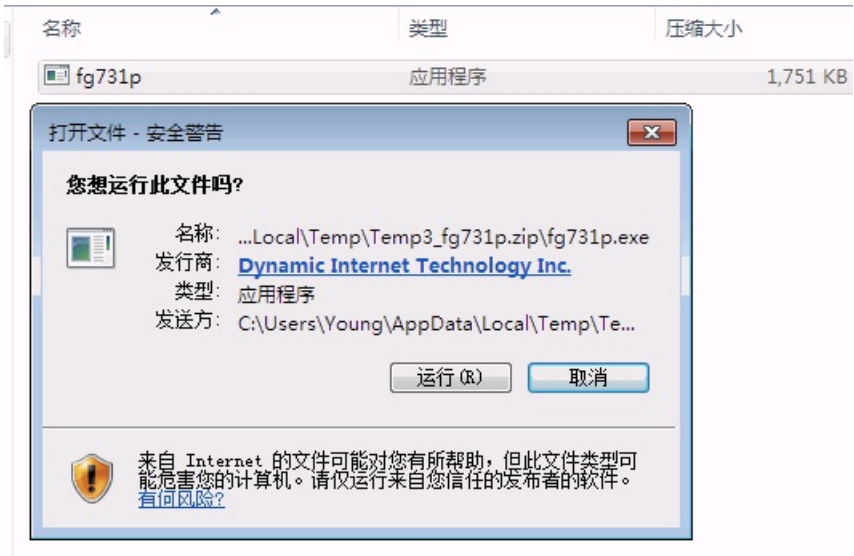 名称 类型 压缩大小
fg731p 应用程序 1,751 KB
打开文件 - 安全警告
您想运行此文件吗?
名称: ...Local\Temp\Temp3_fg731p.zip\fg731p.exe
发行商: Dynamic Internet Technology Inc.
类型: 应用程序
发送方: C:\Users\Young\AppData\Local\Temp\Te...
运行(R) 取消
来自 Internet 的文件可能对您有所帮助，但此文件类型可
能危害您的计算机。请仅运行来自您信任的发布者的软件。
有何风险?